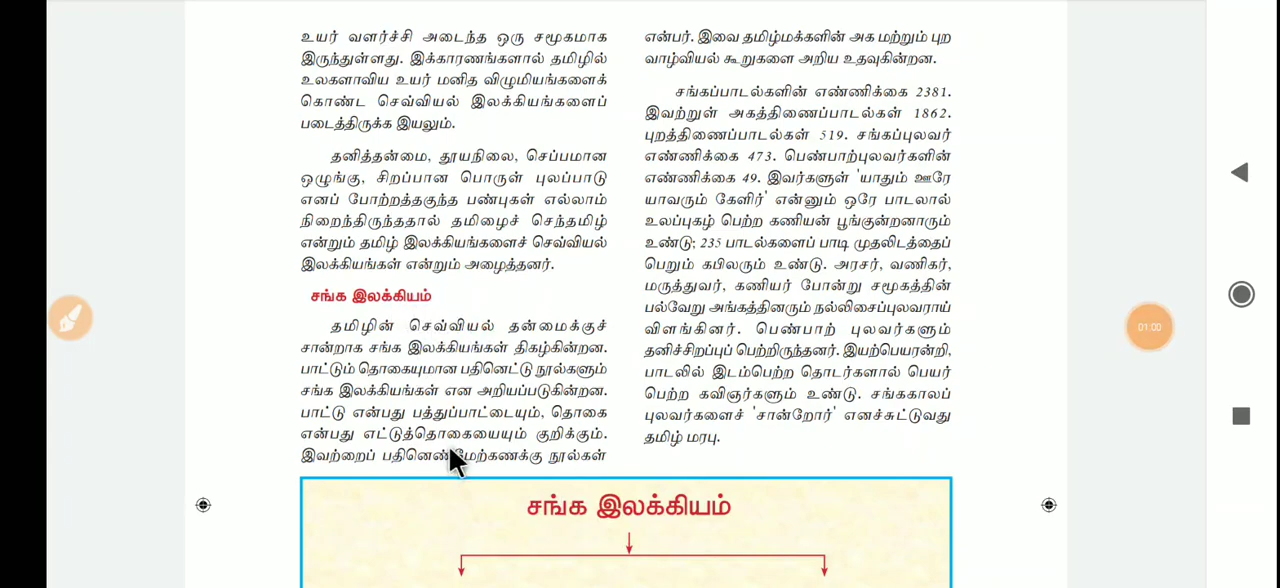 உயர் வளர்ச்சி அடைந்த ஒரு சமூகமாக
இருந்துள்ளது. இக்காரணங்களால் தமிழில்
உலகளாவிய உயர் மனித விழுமியங்களைக்
கொண்ட செவ்வியல் இலக்கியங்களைப்
படைத்திருக்க இயலும்.
தனித்தன்மை, தூயநிலை, செப்பமான
ஒழுங்கு, சிறப்பான பொருள் புலப்பாடு
எனப் போற்றத்தகுந்த பண்புகள் எல்லாம்
நிறைந்திருந்ததால் தமிழைச் செந்தமிழ்
என்றும் தமிழ் இலக்கியங்களைச் செவ்வியல்
இலக்கியங்கள் என்றும் அழைத்தனர்.
சங்க இலக்கியம்
தமிழின் செவ்வியல் தன்மைக்குச்
சான்றாக சங்க இலக்கியங்கள் திகழ்கின்றன.
பாட்டும் தொகையுமான பதினெட்டு நூல்களும்
சங்க இலக்கியங்கள் என அறியப்படுகின்றன.
பாட்டு என்பது பத்துப்பாட்டையும், தொகை
என்பது எட்டுத்தொகையையும் குறிக்கும்.
இவற்றைப் பதினெண்மேற்கணக்கு நூல்கள்
என்பர். இவை தமிழ்மக்களின் அக மற்றும் புற
வாழ்வியல் கூறுகளை அறிய உதவுகின்றன.
சங்கப்பாடல்களின் எண்ணிக்கை 2381.
இவற்றுள் அகத்திணைப்பாடல்கள் 1862.
புறத்திணைப்பாடல்கள் 519. சங்கப்புலவர்
எண்ணிக்கை 473. பெண்பாற்புலவர்களின்
எண்ணிக்கை 49. இவர்களுள் 'யாதும் ஊரே
யாவரும் கேளிர்' என்னும் ஒரே பாடலால்
உலப்புகழ் பெற்ற கணியன் பூங்குன்றனாரும்
உண்டு; 235 பாடல்களைப் பாடி முதலிடத்தைப்
பெறும் கபிலரும் உண்டு. அரசர், வணிகர்,
மருத்துவர், கணியர் போன்று சமூகத்தின்
பல்வேறு அங்கத்தினரும் நல்லிசைப்புலவராய்
விளங்கினர். பெண்பாற் புலவர்களும்
தனிச்சிறப்புப் பெற்றிருந்தனர். இயற்பெயரன்றி,
பாடலில் இடம்பெற்ற தொடர்களால் பெயர்
பெற்ற கவிஞர்களும் உண்டு. சங்ககாலப்
புலவர்களைச் 'சான்றோர்' எனச்சுட்டுவது
தமிழ் மரபு.
சங்க இலக்கியம்
01:00